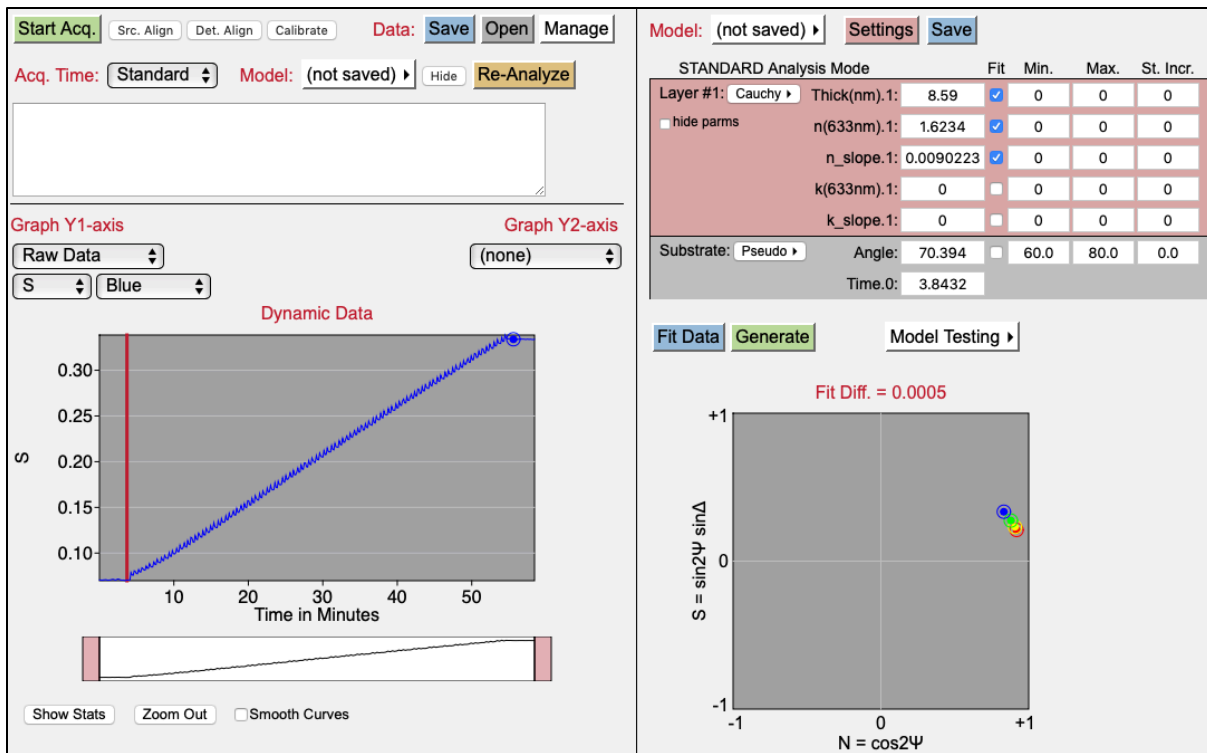 Start Acq. Src. Align Det. Align Calibrate Data: Save Open Manage
Acq. Time: Standard Model: (not saved) Hide Re-Analyze
Graph Y1-axis Graph Y2-axis
Raw Data (none)
S Blue
Dynamic Data
0.30
0.25
0.20
0.15
0.10
S
10 20 30 40 50
Time in Minutes
Show Stats Zoom Out Smooth Curves
Model: (not saved) Settings Save
STANDARD Analysis Mode Fit Min. Max. St. Incr.
Layer #1: Cauchy Thick(nm).1: 8.59 0 0 0
hide parms n(633nm).1: 1.6234 0 0 0
n_slope.1: 0.0090223 0 0 0
k(633nm).1: 0 0 0 0
k_slope.1: 0 0 0 0
Substrate: Pseudo Angle: 70.394 60.0 80.0 0.0
Time.0: 3.8432
Fit Data Generate Model Testing
Fit Diff. = 0.0005
+1
0
-1
S = sin2Ψ sinΔ
-1 0 +1
N = cos2Ψ